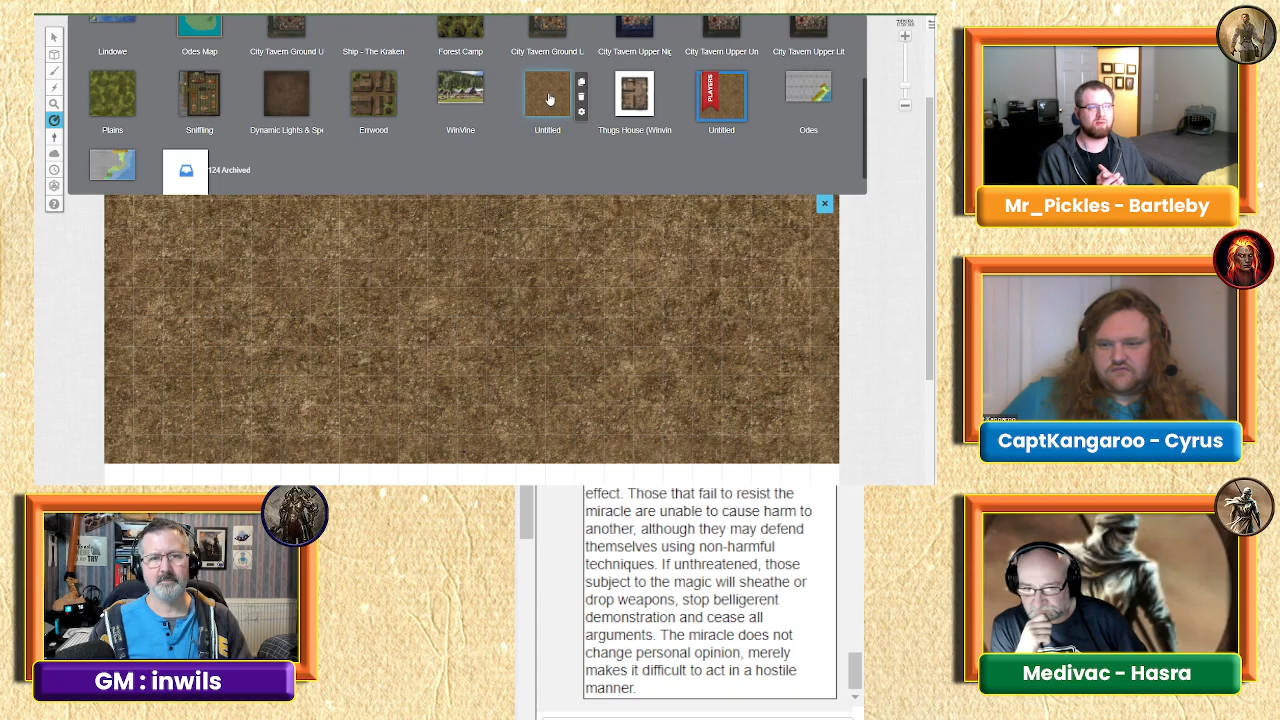 75%
Lindowe
Odes Map
City Tavern Ground U
Ship - The Kraken
Forest Camp
City Tavern Ground L
City Tavern Upper Nig
City Tavern Upper Un
City Tavern Upper Lit
PLAYERS
Plains
Sniffling
Dynamic Lights & Spe
Errwood
WinVine
Untitled
Thugs House (Winvin
Untitled
Odes
124 Archived
effect. Those that fail to resist the
miracle are unable to cause harm to
another, although they may defend
themselves using non-harmful
techniques. If unthreatened, those
subject to the magic will sheathe or
drop weapons, stop belligerent
demonstration and cease all
arguments. The miracle does not
change personal opinion, merely
makes it difficult to act in a hostile
manner.
Mr_Pickles - Bartleby
CaptKangaroo - Cyrus
Medivac - Hasra
GM : inwils
TRY